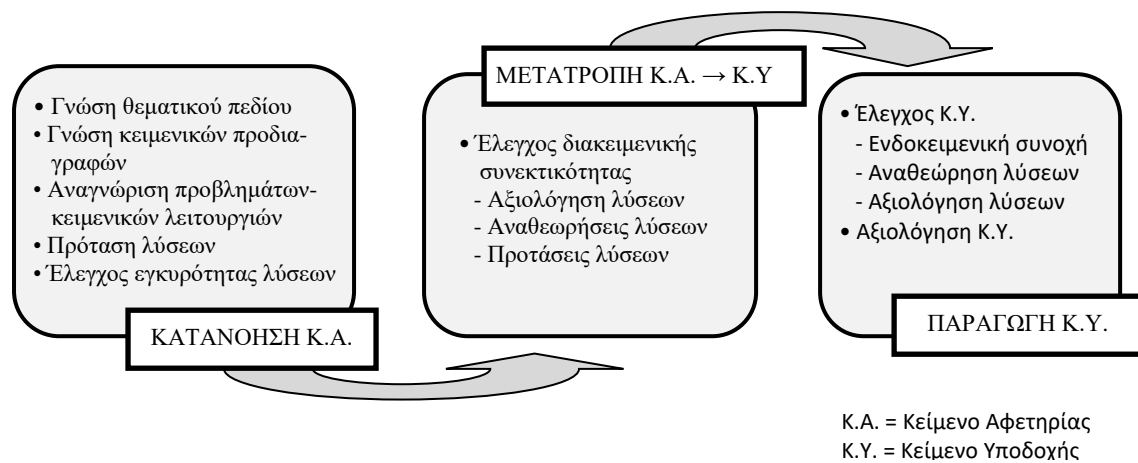 • Γνώση θεματικού πεδίου
• Γνώση κειμενικών προδια-
γραφών
• Αναγνώριση προβλημάτων-
κειμενικών λειτουργιών
• Πρόταση λύσεων
• Έλεγχος εγκυρότητας λύσεων
ΚΑΤΑΝΟΗΣΗ Κ.Α.
ΜΕΤΑΤΡΟΠΗ Κ.Α. → Κ.Υ
• Έλεγχος διακειμενικής
συνεκτικότητας
- Αξιολόγηση λύσεων
- Αναθεωρήσεις λύσεων
- Προτάσεις λύσεων
• Έλεγχος Κ.Υ.
- Ενδοκειμενική συνοχή
- Αναθεώρηση λύσεων
- Αξιολόγηση λύσεων
• Αξιολόγηση Κ.Υ.
ΠΑΡΑΓΩΓΗ Κ.Υ.
Κ.Α. = Κείμενο Αφετηρίας
Κ.Υ. = Κείμενο Υποδοχής